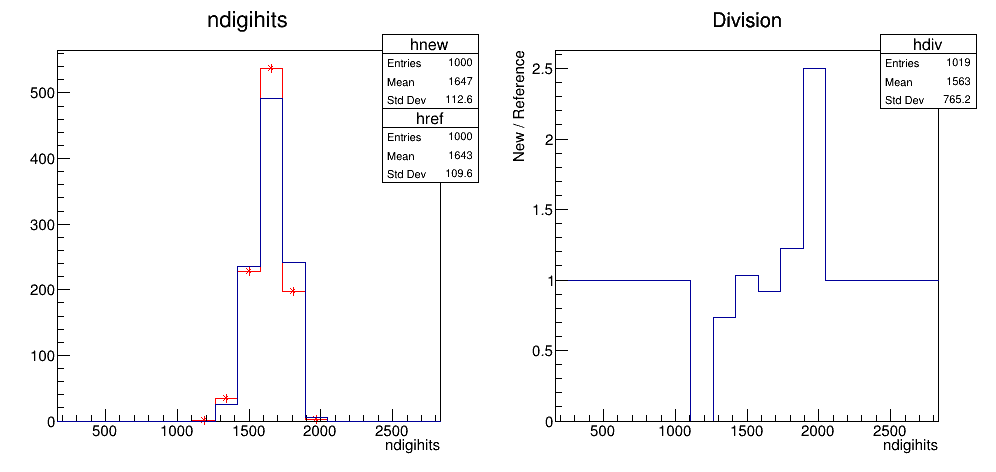 ndigihits
hnew
Entries 1000
Mean 1647
Std Dev 112.6
href
Entries 1000
Mean 1643
Std Dev 109.6
500
400
300
200
100
0
500 1000 1500 2000 2500
ndigihits
Division
hdiv
Entries 1019
Mean 1563
Std Dev 765.2
New / Reference
2.5
2
1.5
1
0.5
0
500 1000 1500 2000 2500
ndigihits